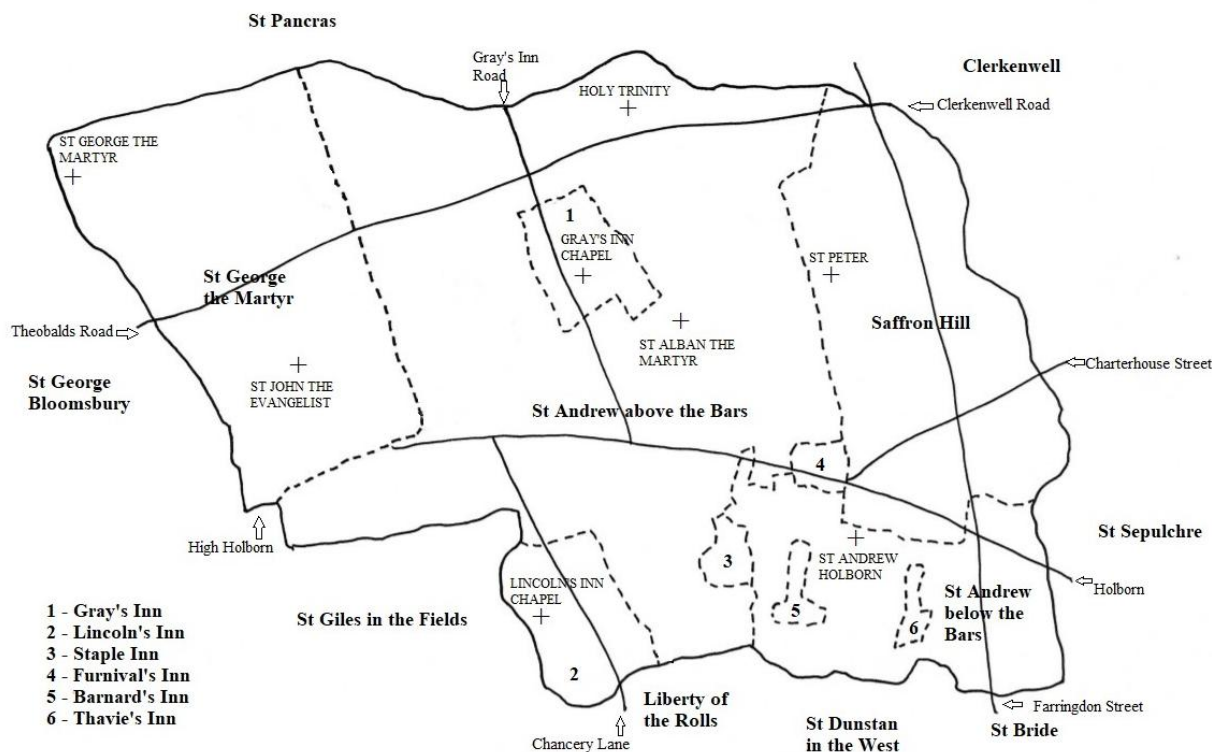 St Pancras
Gray's Inn
Road
Clerkenwell
HOLY TRINITY
Clerkenwell Road
ST GEORGE THE
MARTYR
1
GRAY'S INN
CHAPEL
ST PETER
St George
the Martyr
Saffron Hill
Theobalds Road
ST ALBAN THE
MARTYR
Charterhouse Street
St George
Bloomsbury
ST JOHN THE
EVANGELIST
St Andrew above the Bars
4
High Holborn
St Sepulchre
3
ST ANDREW
HOLBORN
LINCOLN'S INN
CHAPEL
Holborn
St Andrew
below the
Bars
5
6
St Giles in the Fields
1 - Gray's Inn
2 - Lincoln's Inn
3 - Staple Inn
4 - Furnival's Inn
5 - Barnard's Inn
6 - Thavie's Inn
2
Liberty of
the Rolls
Farringdon Street
St Dunstan
in the West
St Bride
Chancery Lane